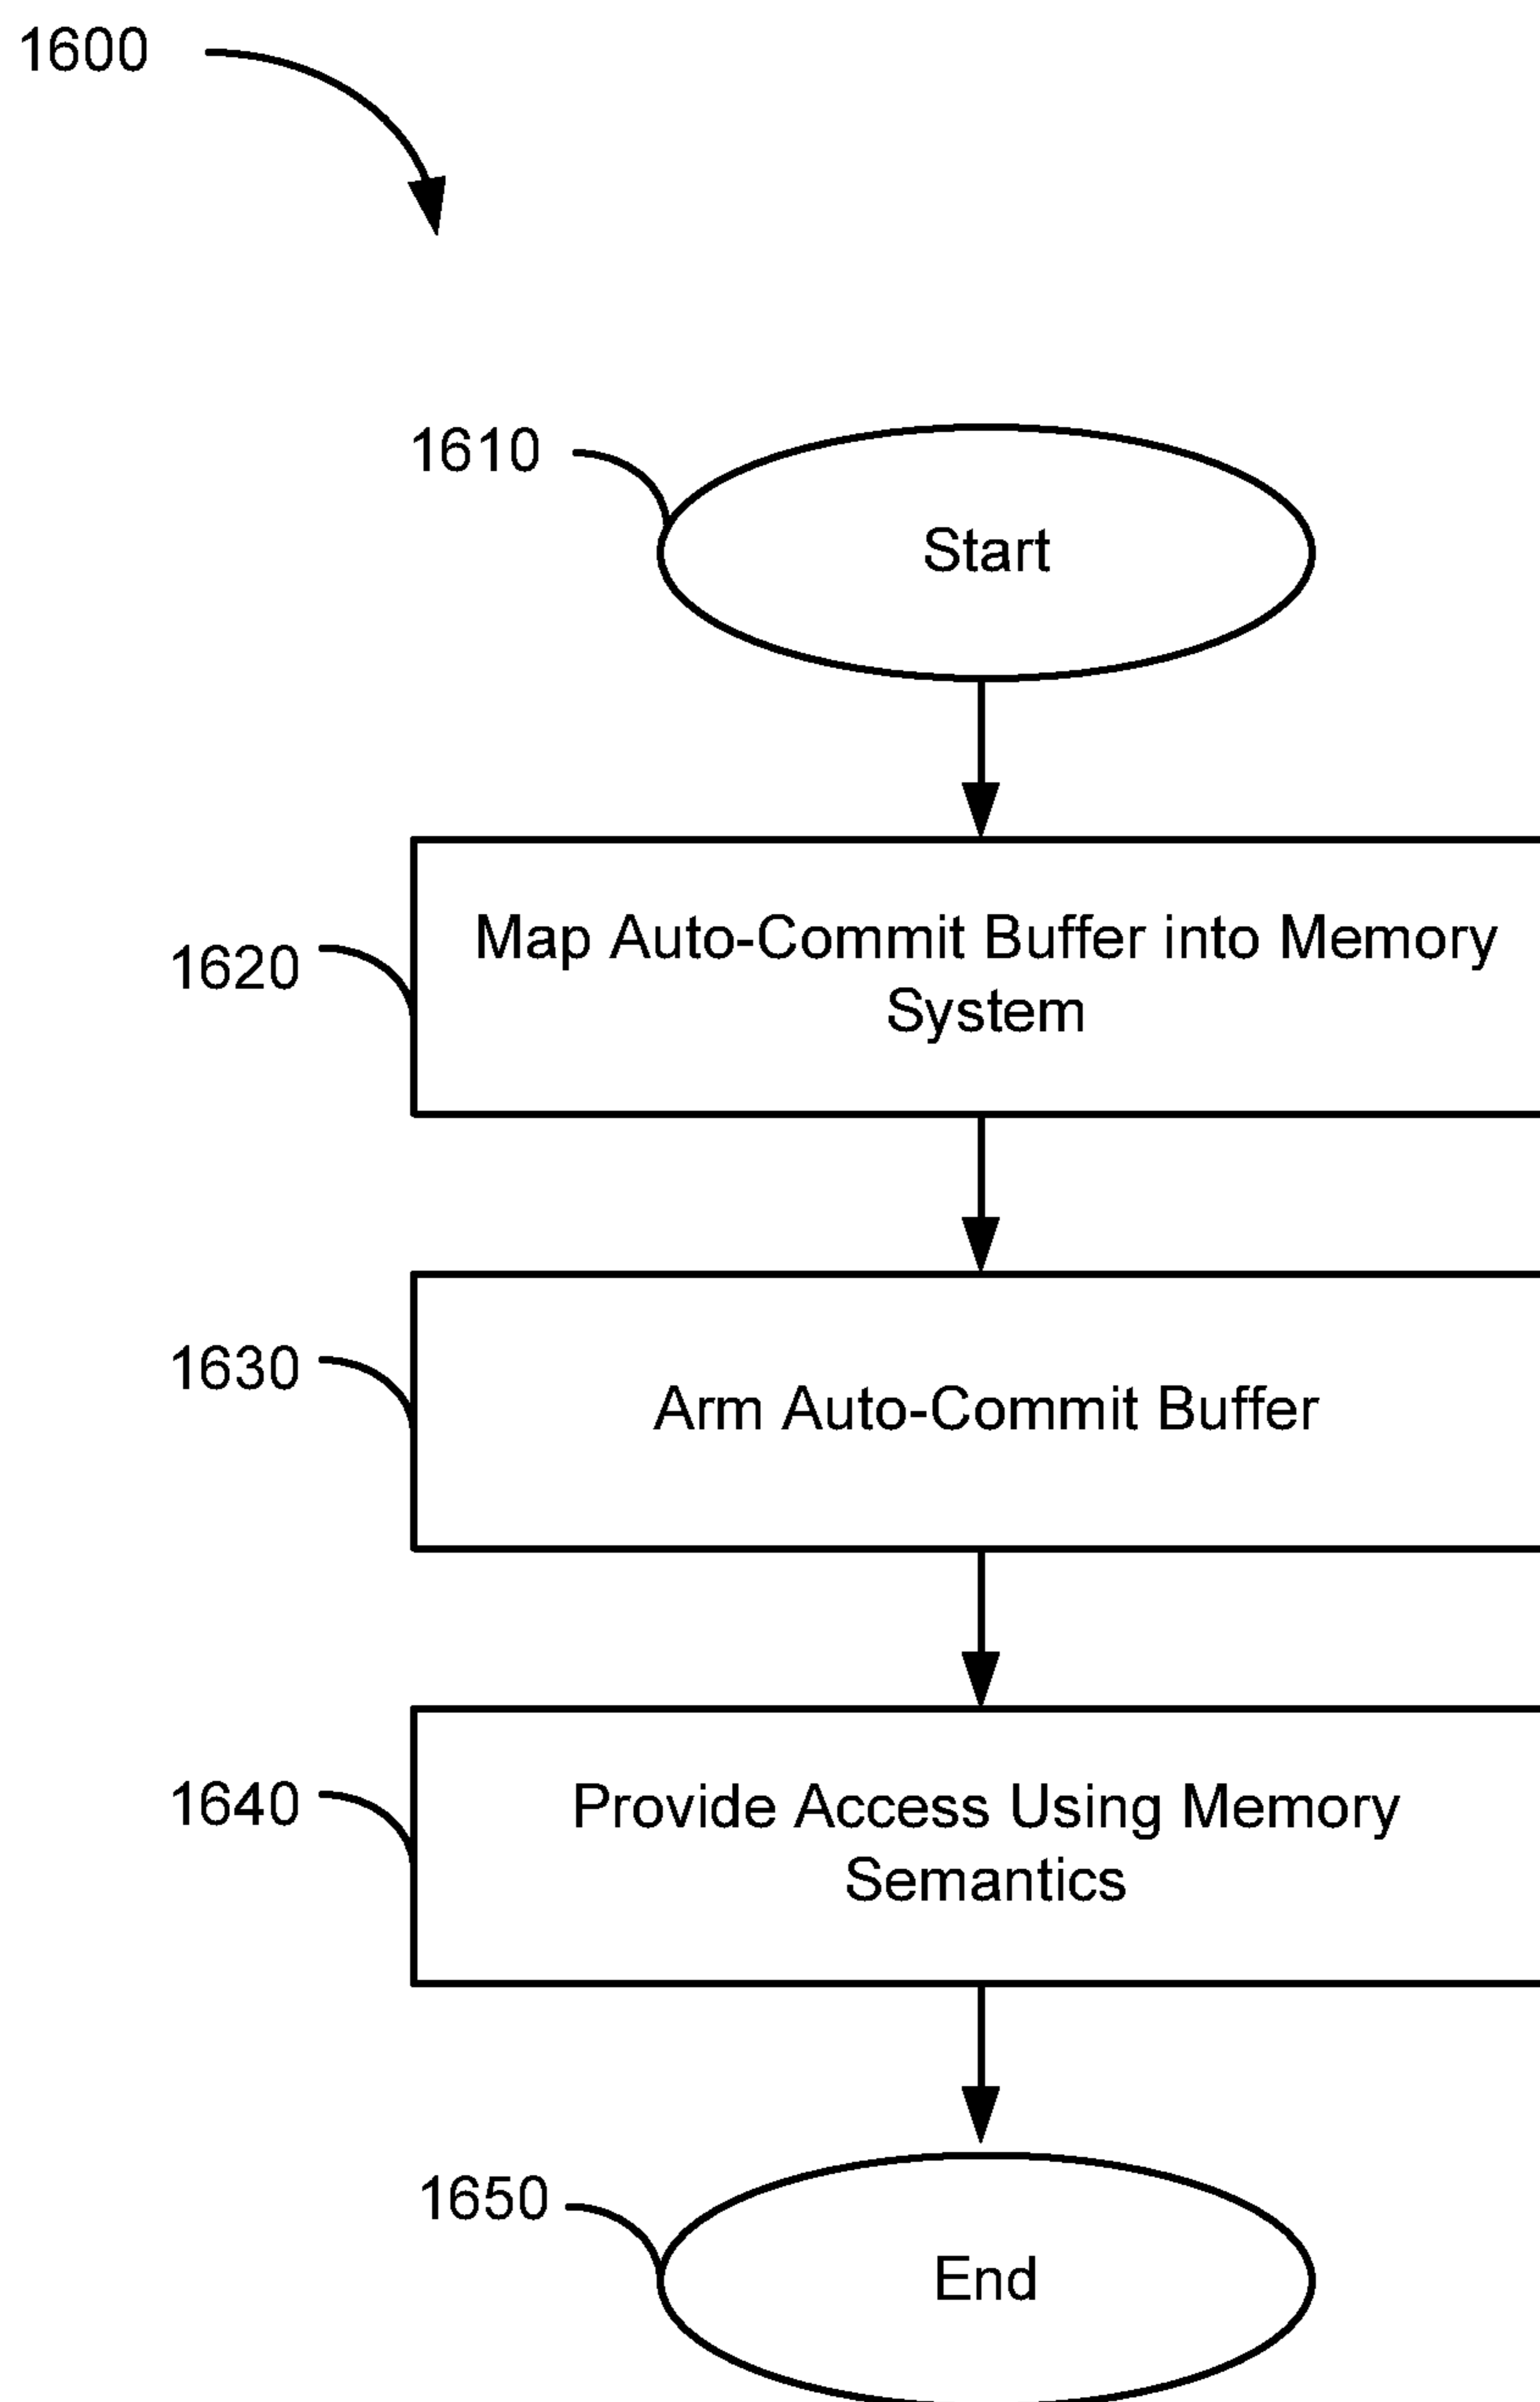 1600
1610
Start
1620
Map Auto-Commit Buffer into Memory
System
1630
Arm Auto-Commit Buffer
1640
Provide Access Using Memory
Semantics
1650
End